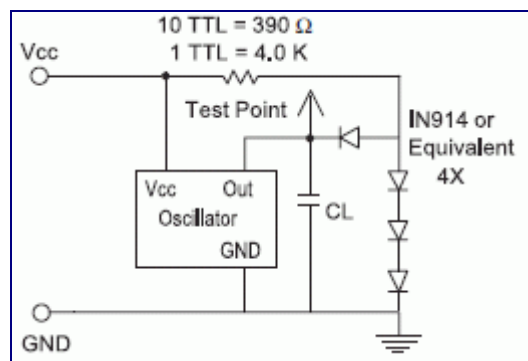 10 TTL = 390 Ω
1 TTL = 4.0 K
Vcc
Test Point
IN914 or
Equivalent
4X
Vcc Out
Oscillator
GND
CL
GND